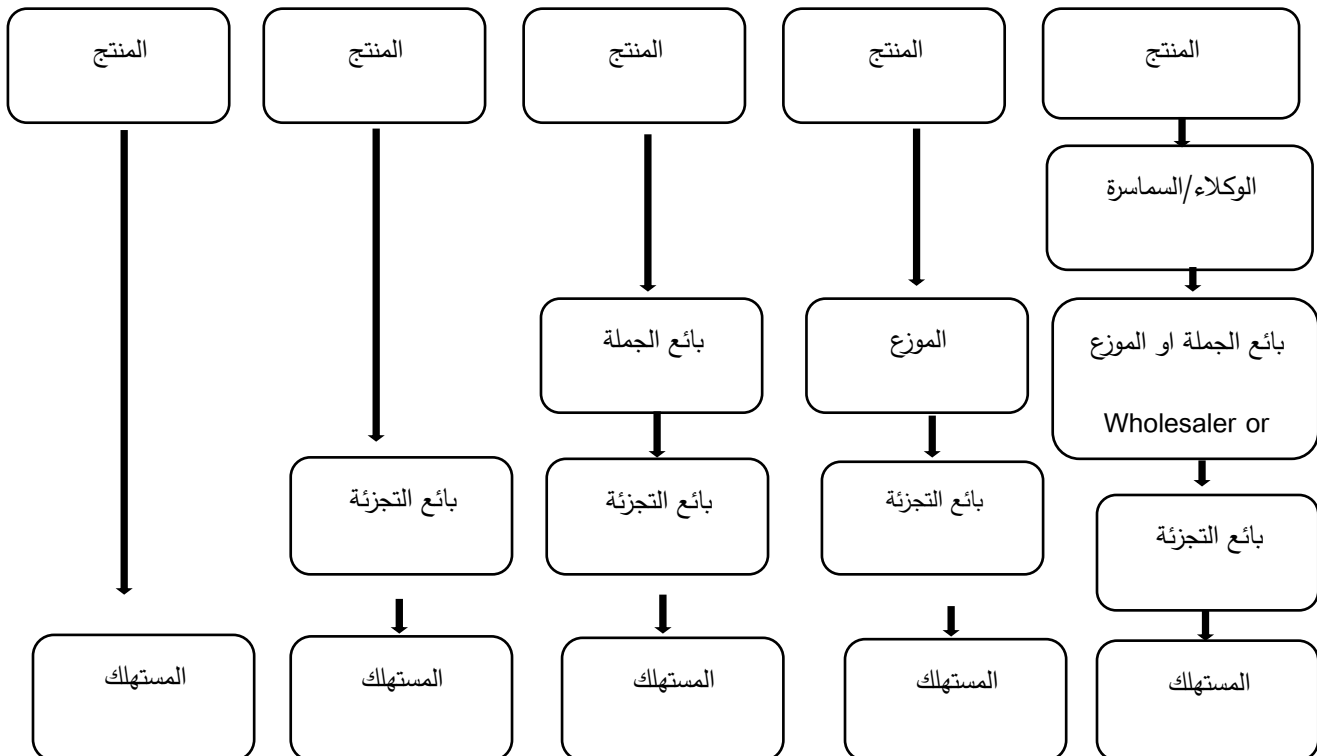 المنتج
المنتج
المنتج
المنتج
المنتج
الوكلاء/السماسرة
بائع الجملة
الموزع
بائع الجملة او الموزع
Wholesaler or
بائع التجزئة
بائع التجزئة
بائع التجزئة
بائع التجزئة
المستهلك
المستهلك
المستهلك
المستهلك
المستهلك